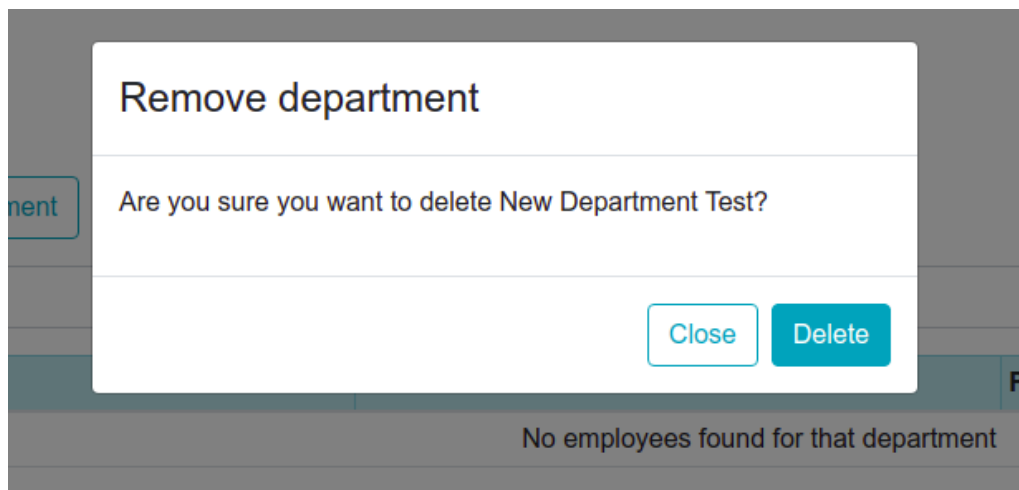 Remove department
Are you sure you want to delete New Department Test?
Close
Delete
No employees found for that department